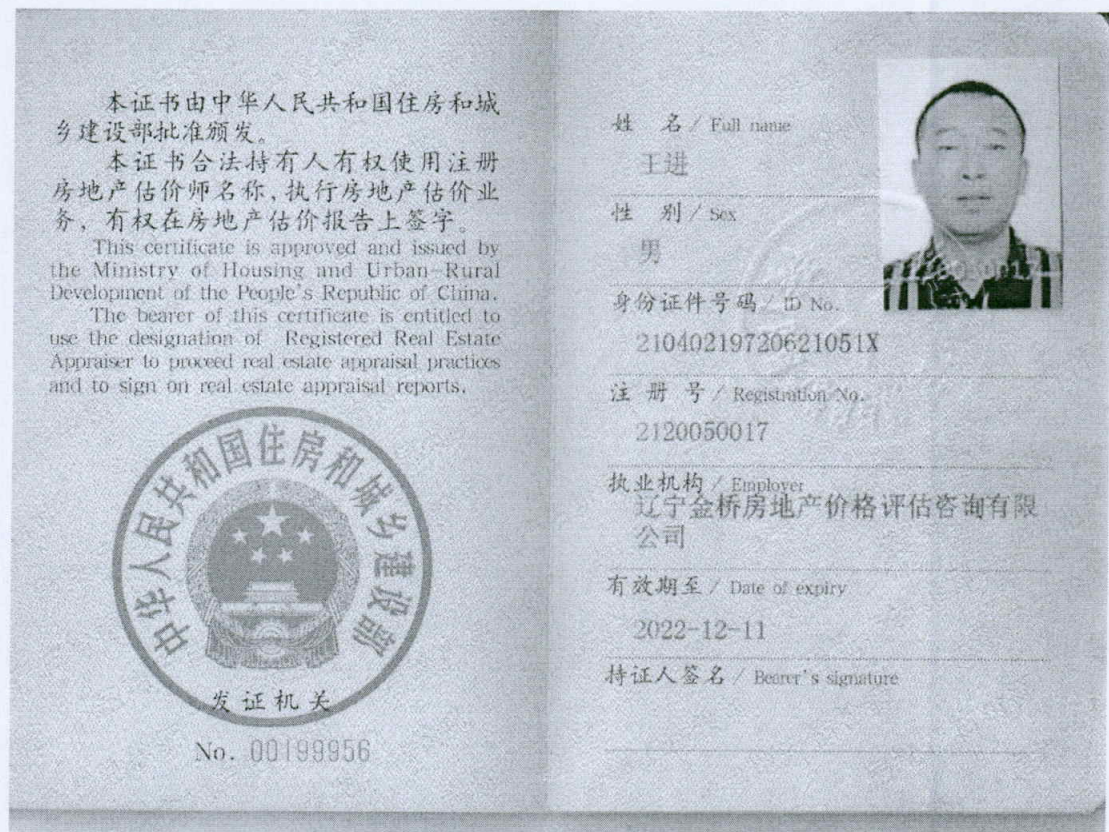 本证书由中华人民共和国住房和城
乡建设部批准颁发。
本证书合法持有人有权使用注册
房地产估价师名称,执行房地产估价业
务,有权在房地产估价报告上签字。
This certificate is approved and issued by
the Ministry of Housing and Urban-Rural
Development of the People's Republic of China.
The bearer of this certificate is entitled to
use the designation of Registered Real Estate
Appraiser to proceed real estate appraisal practices
and to sign on real estate appraisal reports.
中华人民共和国住房和城乡建设部
发证机关
No. 00199956
姓 名 / Full name
王进
性 别 / Sex
男
身份证件号码 / ID No.
21040219720621051X
注 册 号 / Registration No.
2120050017
执业机构 / Employer
辽宁金桥房地产价格评估咨询有限
公司
有效期至 / Date of expiry
2022-12-11
持证人签名 / Bearer's signature